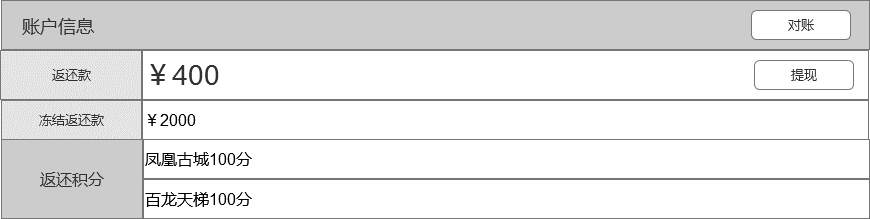 账户信息
对账
返还款
￥400
提现
冻结返还款
￥2000
返还积分
凤凰古城100分
百龙天梯100分